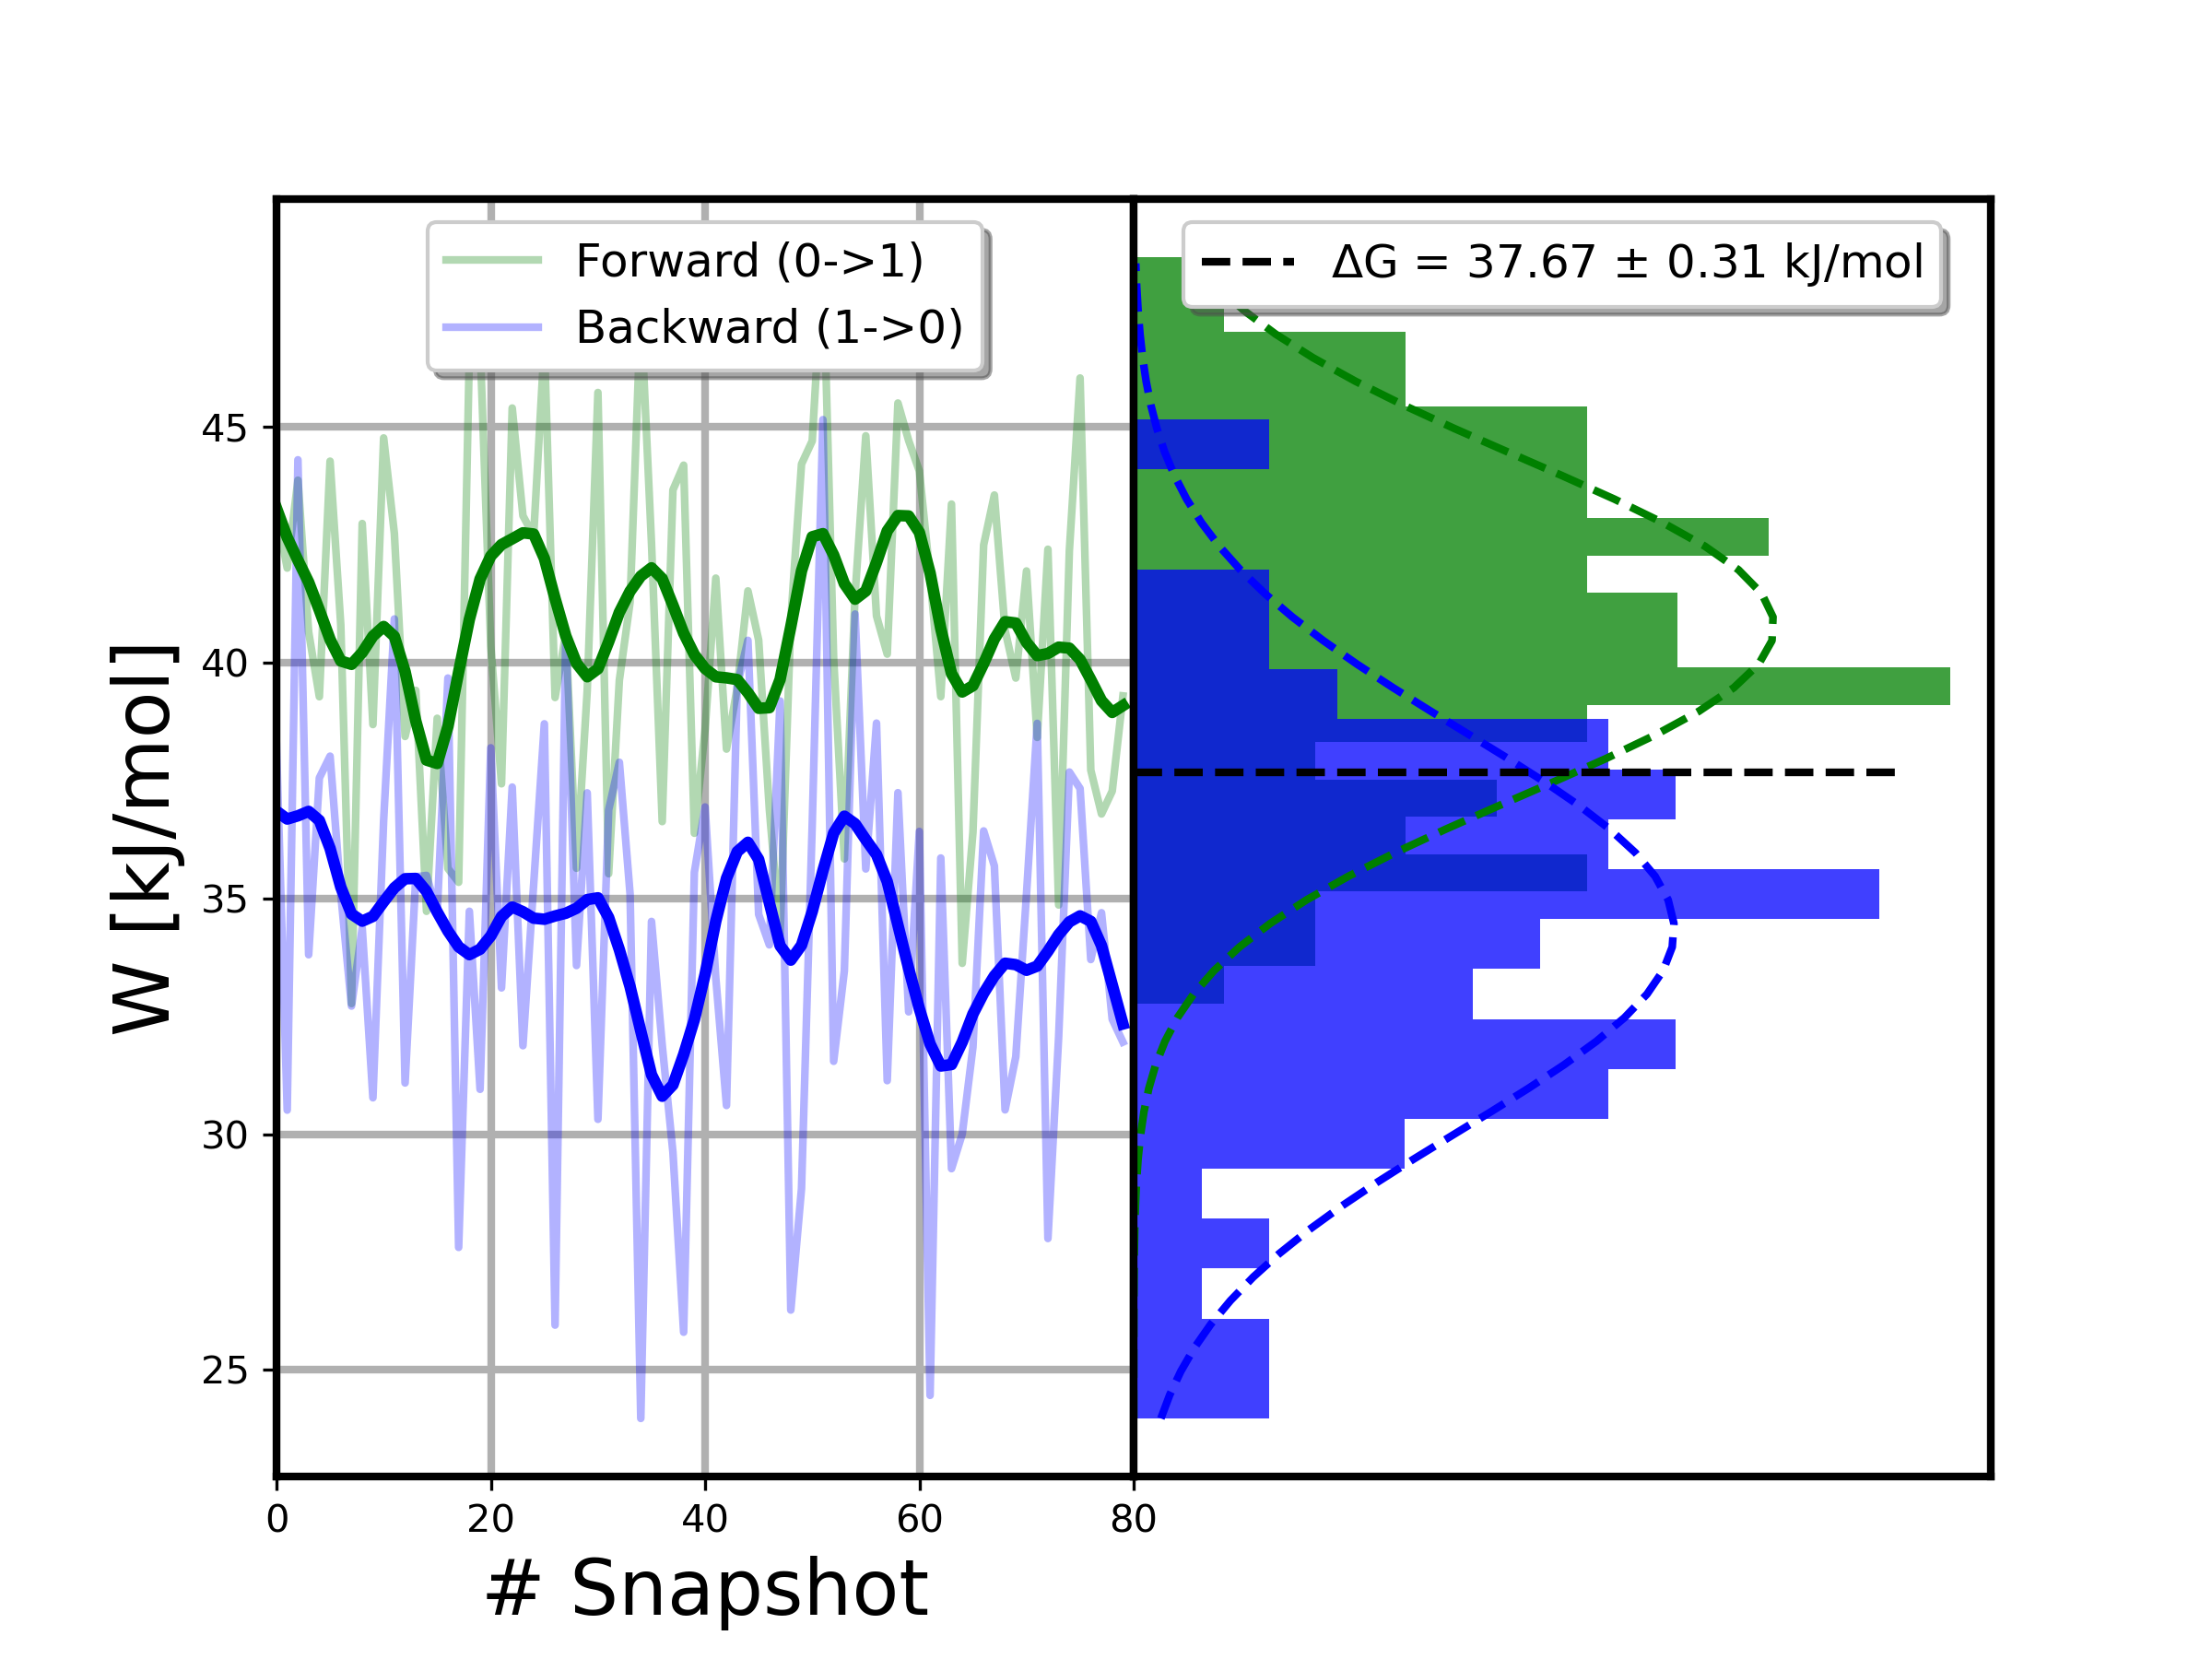 Forward (0->1)
Backward (1->0)
ΔG = 37.67 ± 0.31 kJ/mol
W [kJ/mol]
45
40
35
30
25
0 20 40 60 80
# Snapshot